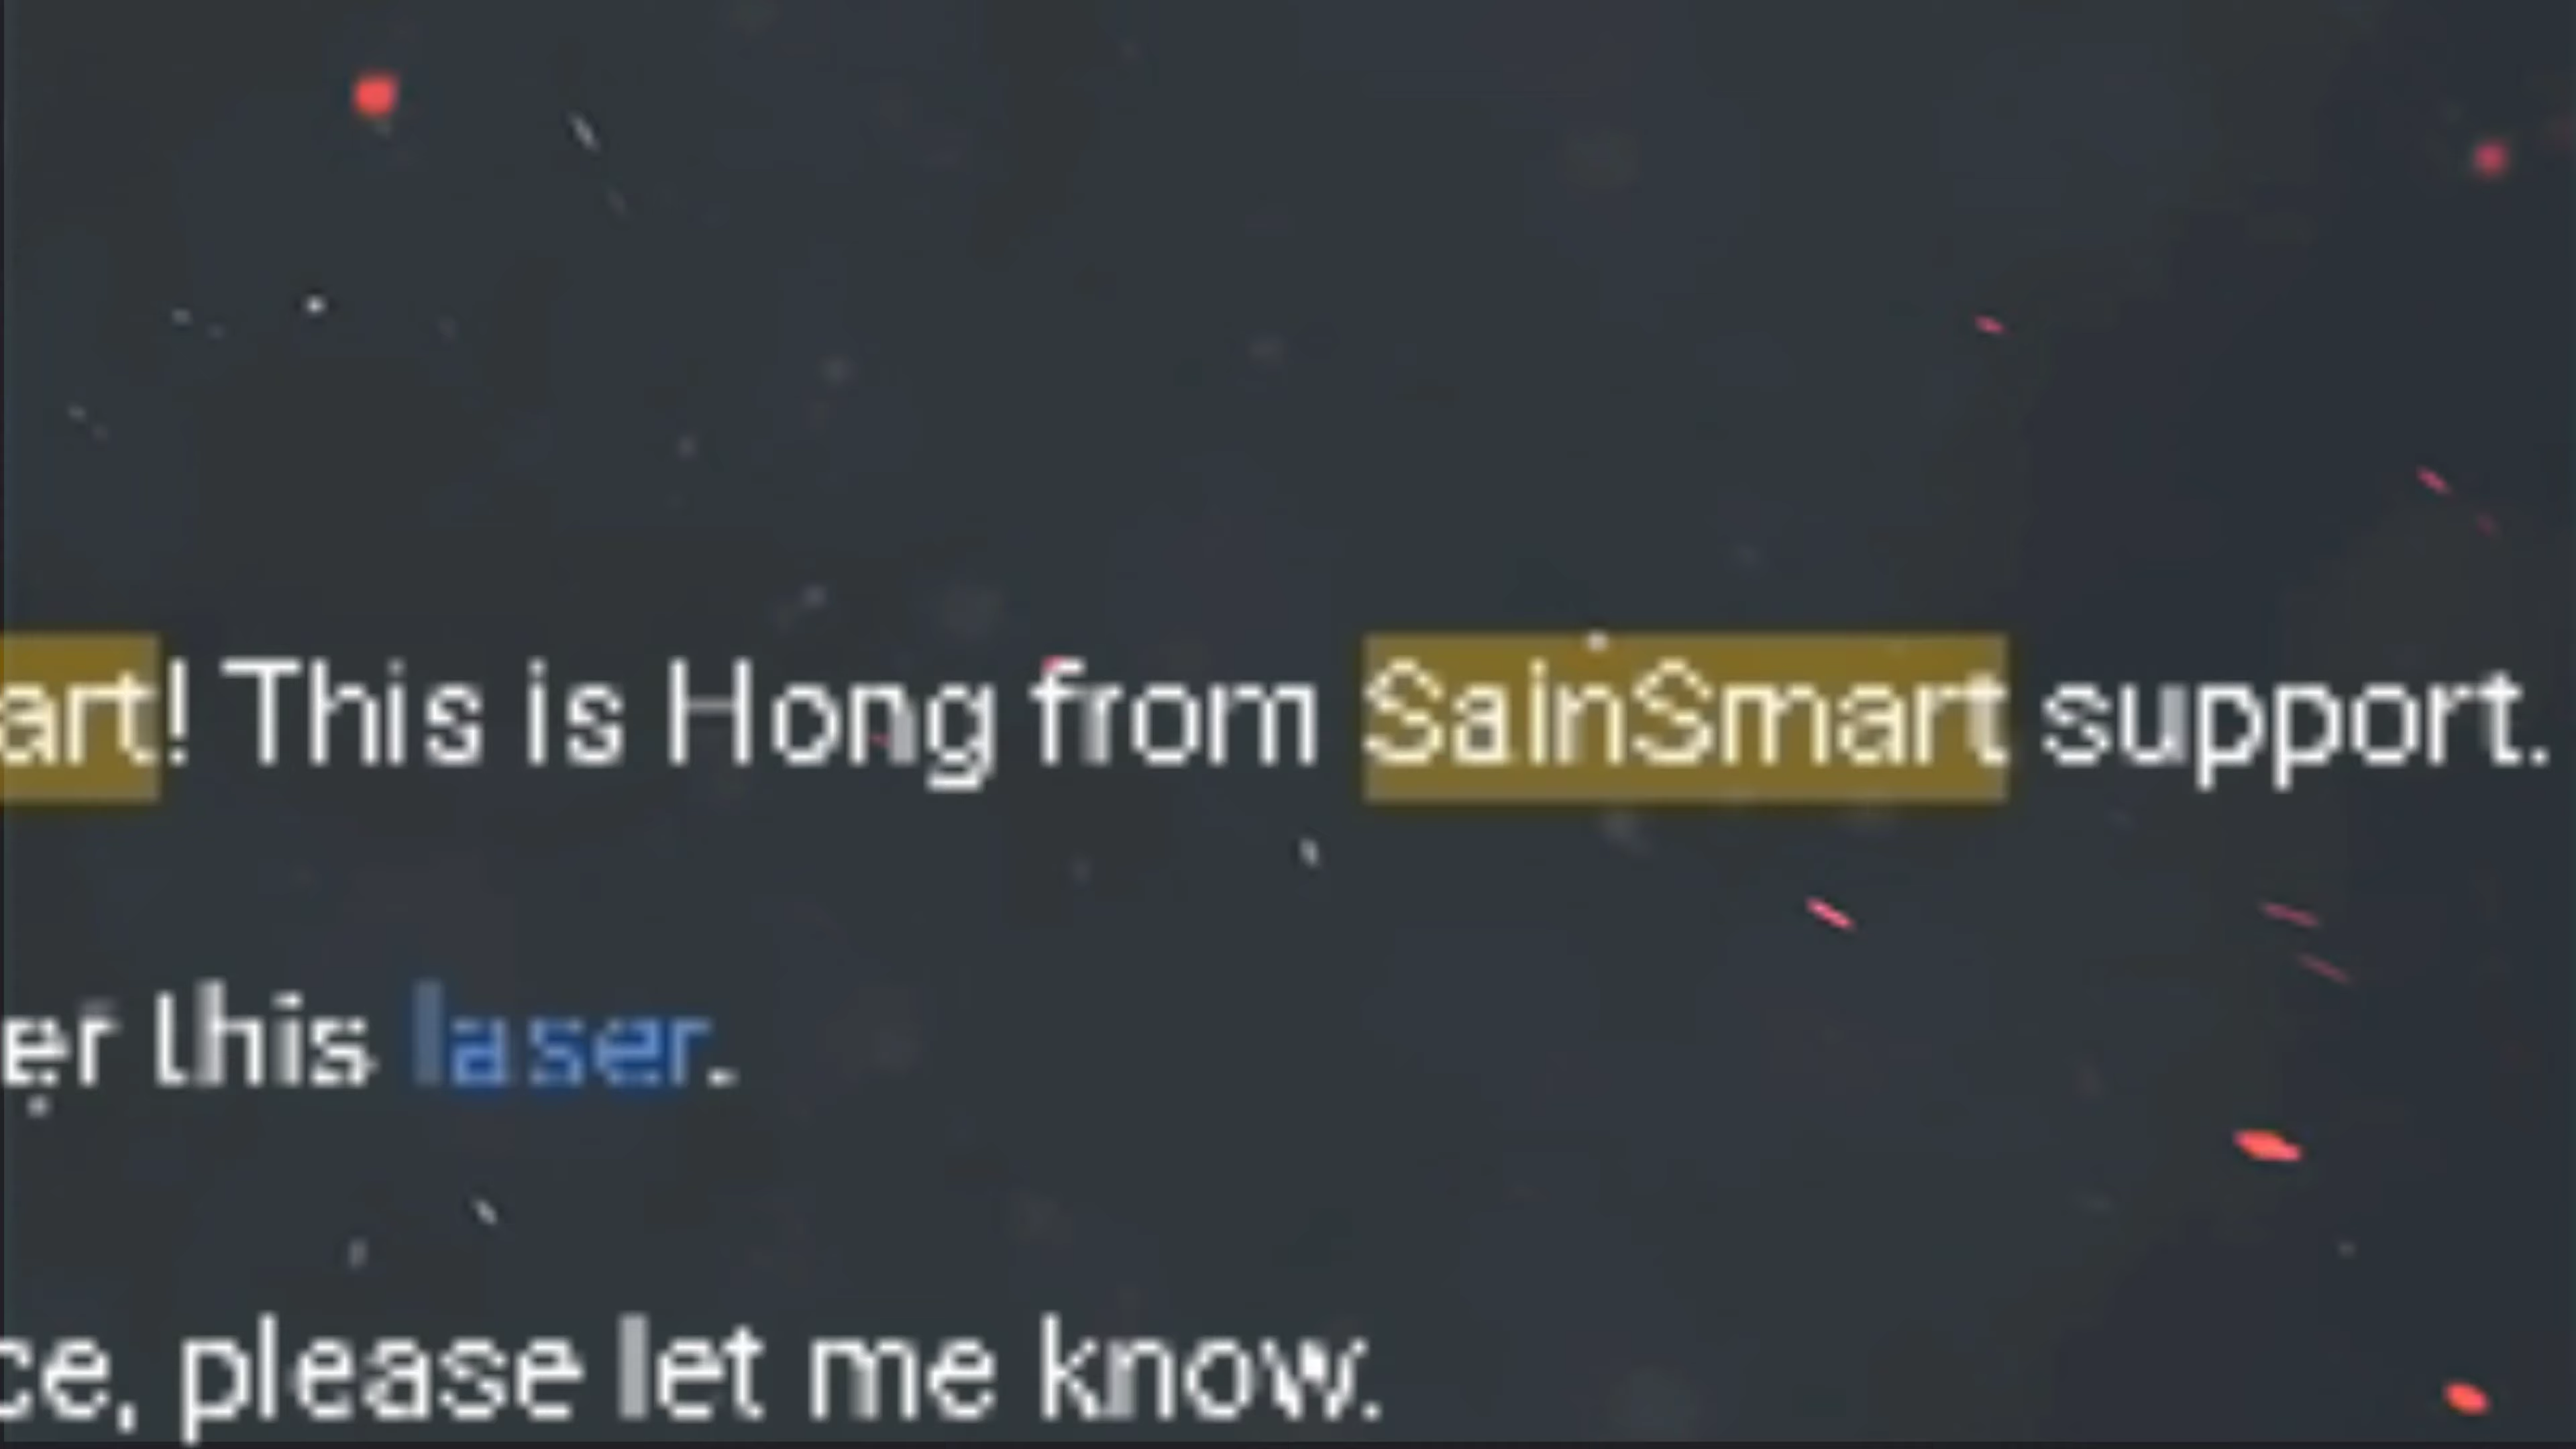 art! This is Hong from SainSmart support.
er this laser.
ce, please let me know.